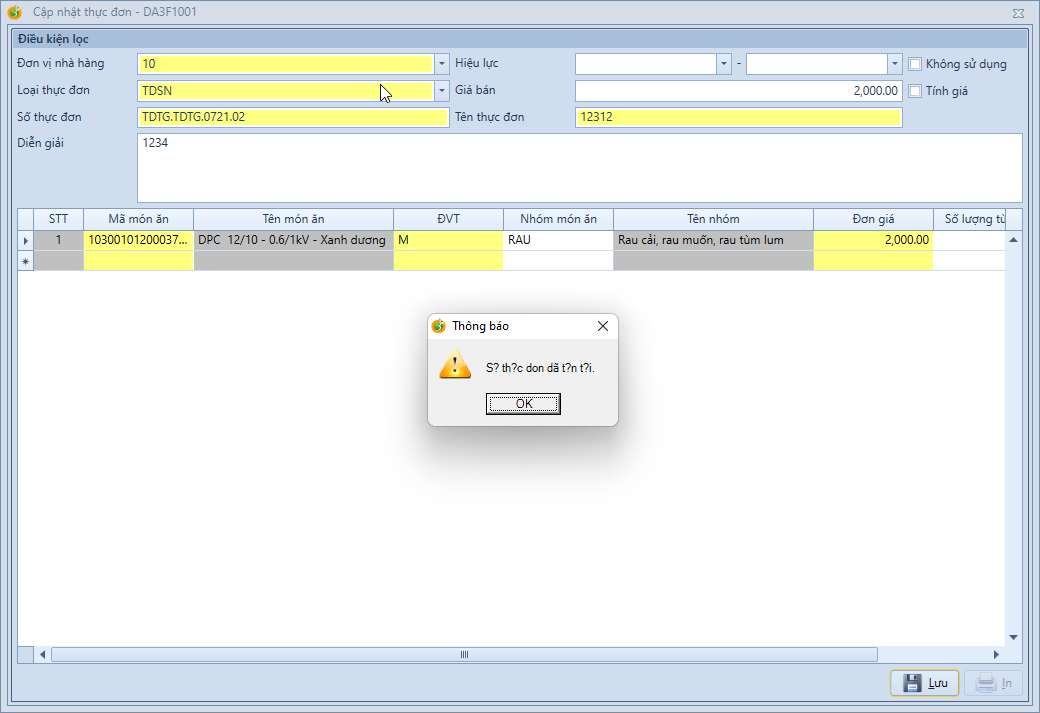 Cập nhật thực đơn - DA3F1001
Điều kiện lọc
Đơn vị nhà hàng 10 Hiệu lực - Không sử dụng
Loại thực đơn TDSN Giá bán 2,000.00 Tính giá
Số thực đơn TDTG.TDTG.0721.02 Tên thực đơn 12312
Diễn giải 1234
STT Mã món ăn Tên món ăn ĐVT Nhóm món ăn Tên nhóm Đơn giá Số lượng từ
1 10300101200037... DPC 12/10 - 0.6/1kV - Xanh dương M RAU Rau cải, rau muốn, rau tùm lum 2,000.00
Thông báo
S? th?c don dã t?n t?i.
OK
Lưu In